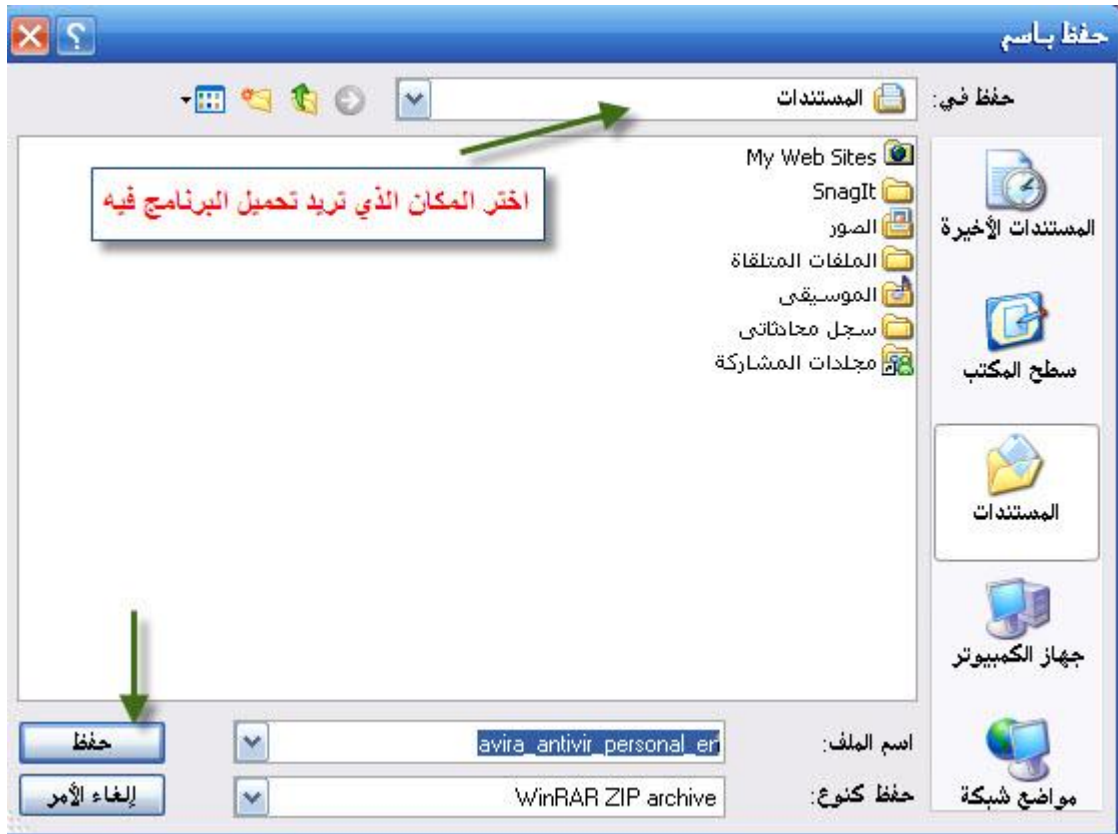 حفظ باسم
حفظ في:
المستندات
اختر المكان الذي تريد تحميل البرنامج فيه
My Web Sites
SnagIt
الصور
الملفات المتلقاة
الموسيقى
سجل محادثاتي
مجلدات المشاركة
المستندات الأخيرة
سطح المكتب
المستندات
جهاز الكمبيوتر
مواضع شبكة
اسم الملف:
avira_antivir_personal_en
حفظ
حفظ كنوع:
WinRAR ZIP archive
إلغاء الأمر